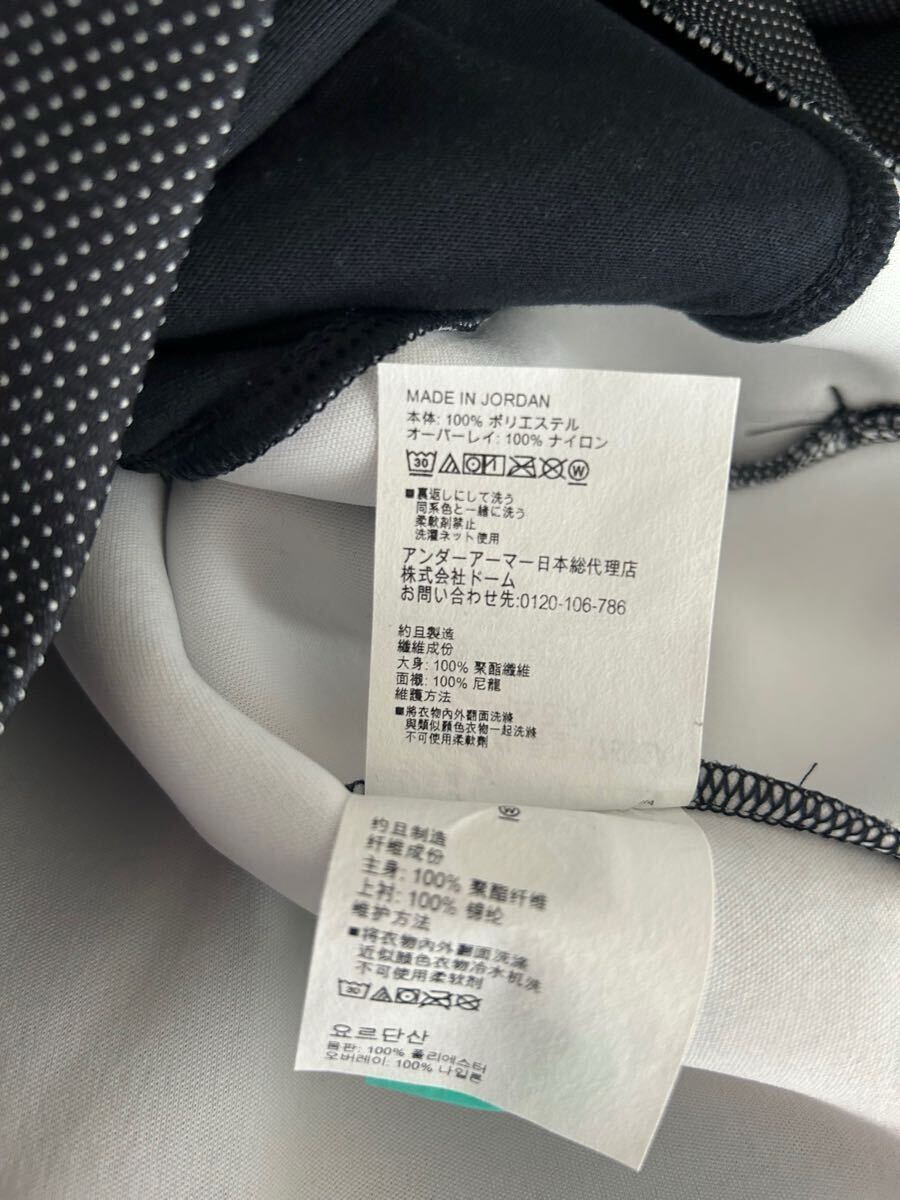 MADE IN JORDAN
本体: 100% ポリエステル
オーバーレイ: 100% ナイロン
30 W
■裏返しにして洗う
同系色と一緒に洗う
柔軟剤禁止
洗濯ネット使用
アンダーアーマー日本総代理店
株式会社ドーム
お問い合わせ先:0120-106-786
約旦製造
纖維成份
大身: 100% 聚酯纖維
面襯: 100% 尼龍
維護方法
■將衣物內外翻面洗滌
與類似顏色衣物一起洗滌
不可使用柔軟劑
W
约旦制造
纤维成份
主身: 100% 聚酯纤维
上衬: 100% 锦纶
维护方法
■将衣物內外翻面洗涤
近似颜色衣物冷水机洗
不可使用柔软剂
30
요르단산
몸판: 100% 폴리에스터
오버레이: 100% 나일론